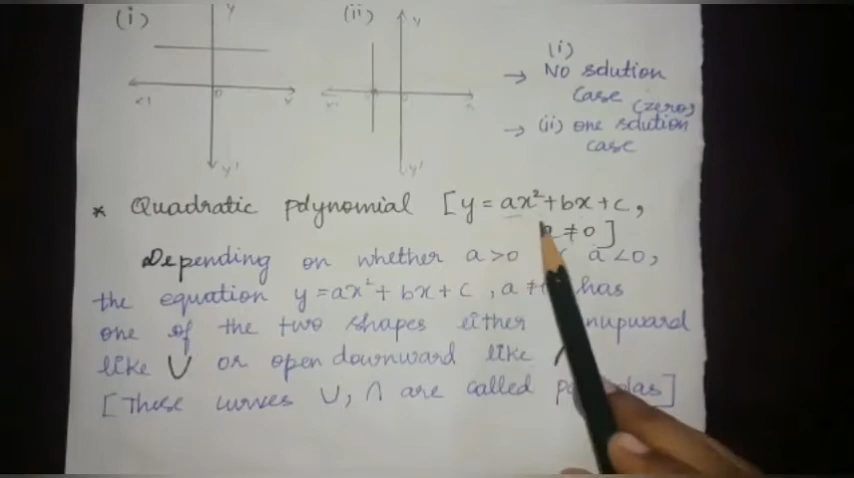 (i)
(ii)
y
y
x'
x
o
y'
x'
o
x
y'
(i)
→ No solution
case (zero)
→ (ii) one solution
case
* Quadratic polynomial [y = ax²+bx+c,
≠0]
Depending on whether a>0 a<0,
the equation y=ax²+bx+c, a≠ has
one of the two shapes either upward
like ∪ or open downward like
[These curves ∪, ∩ are called]